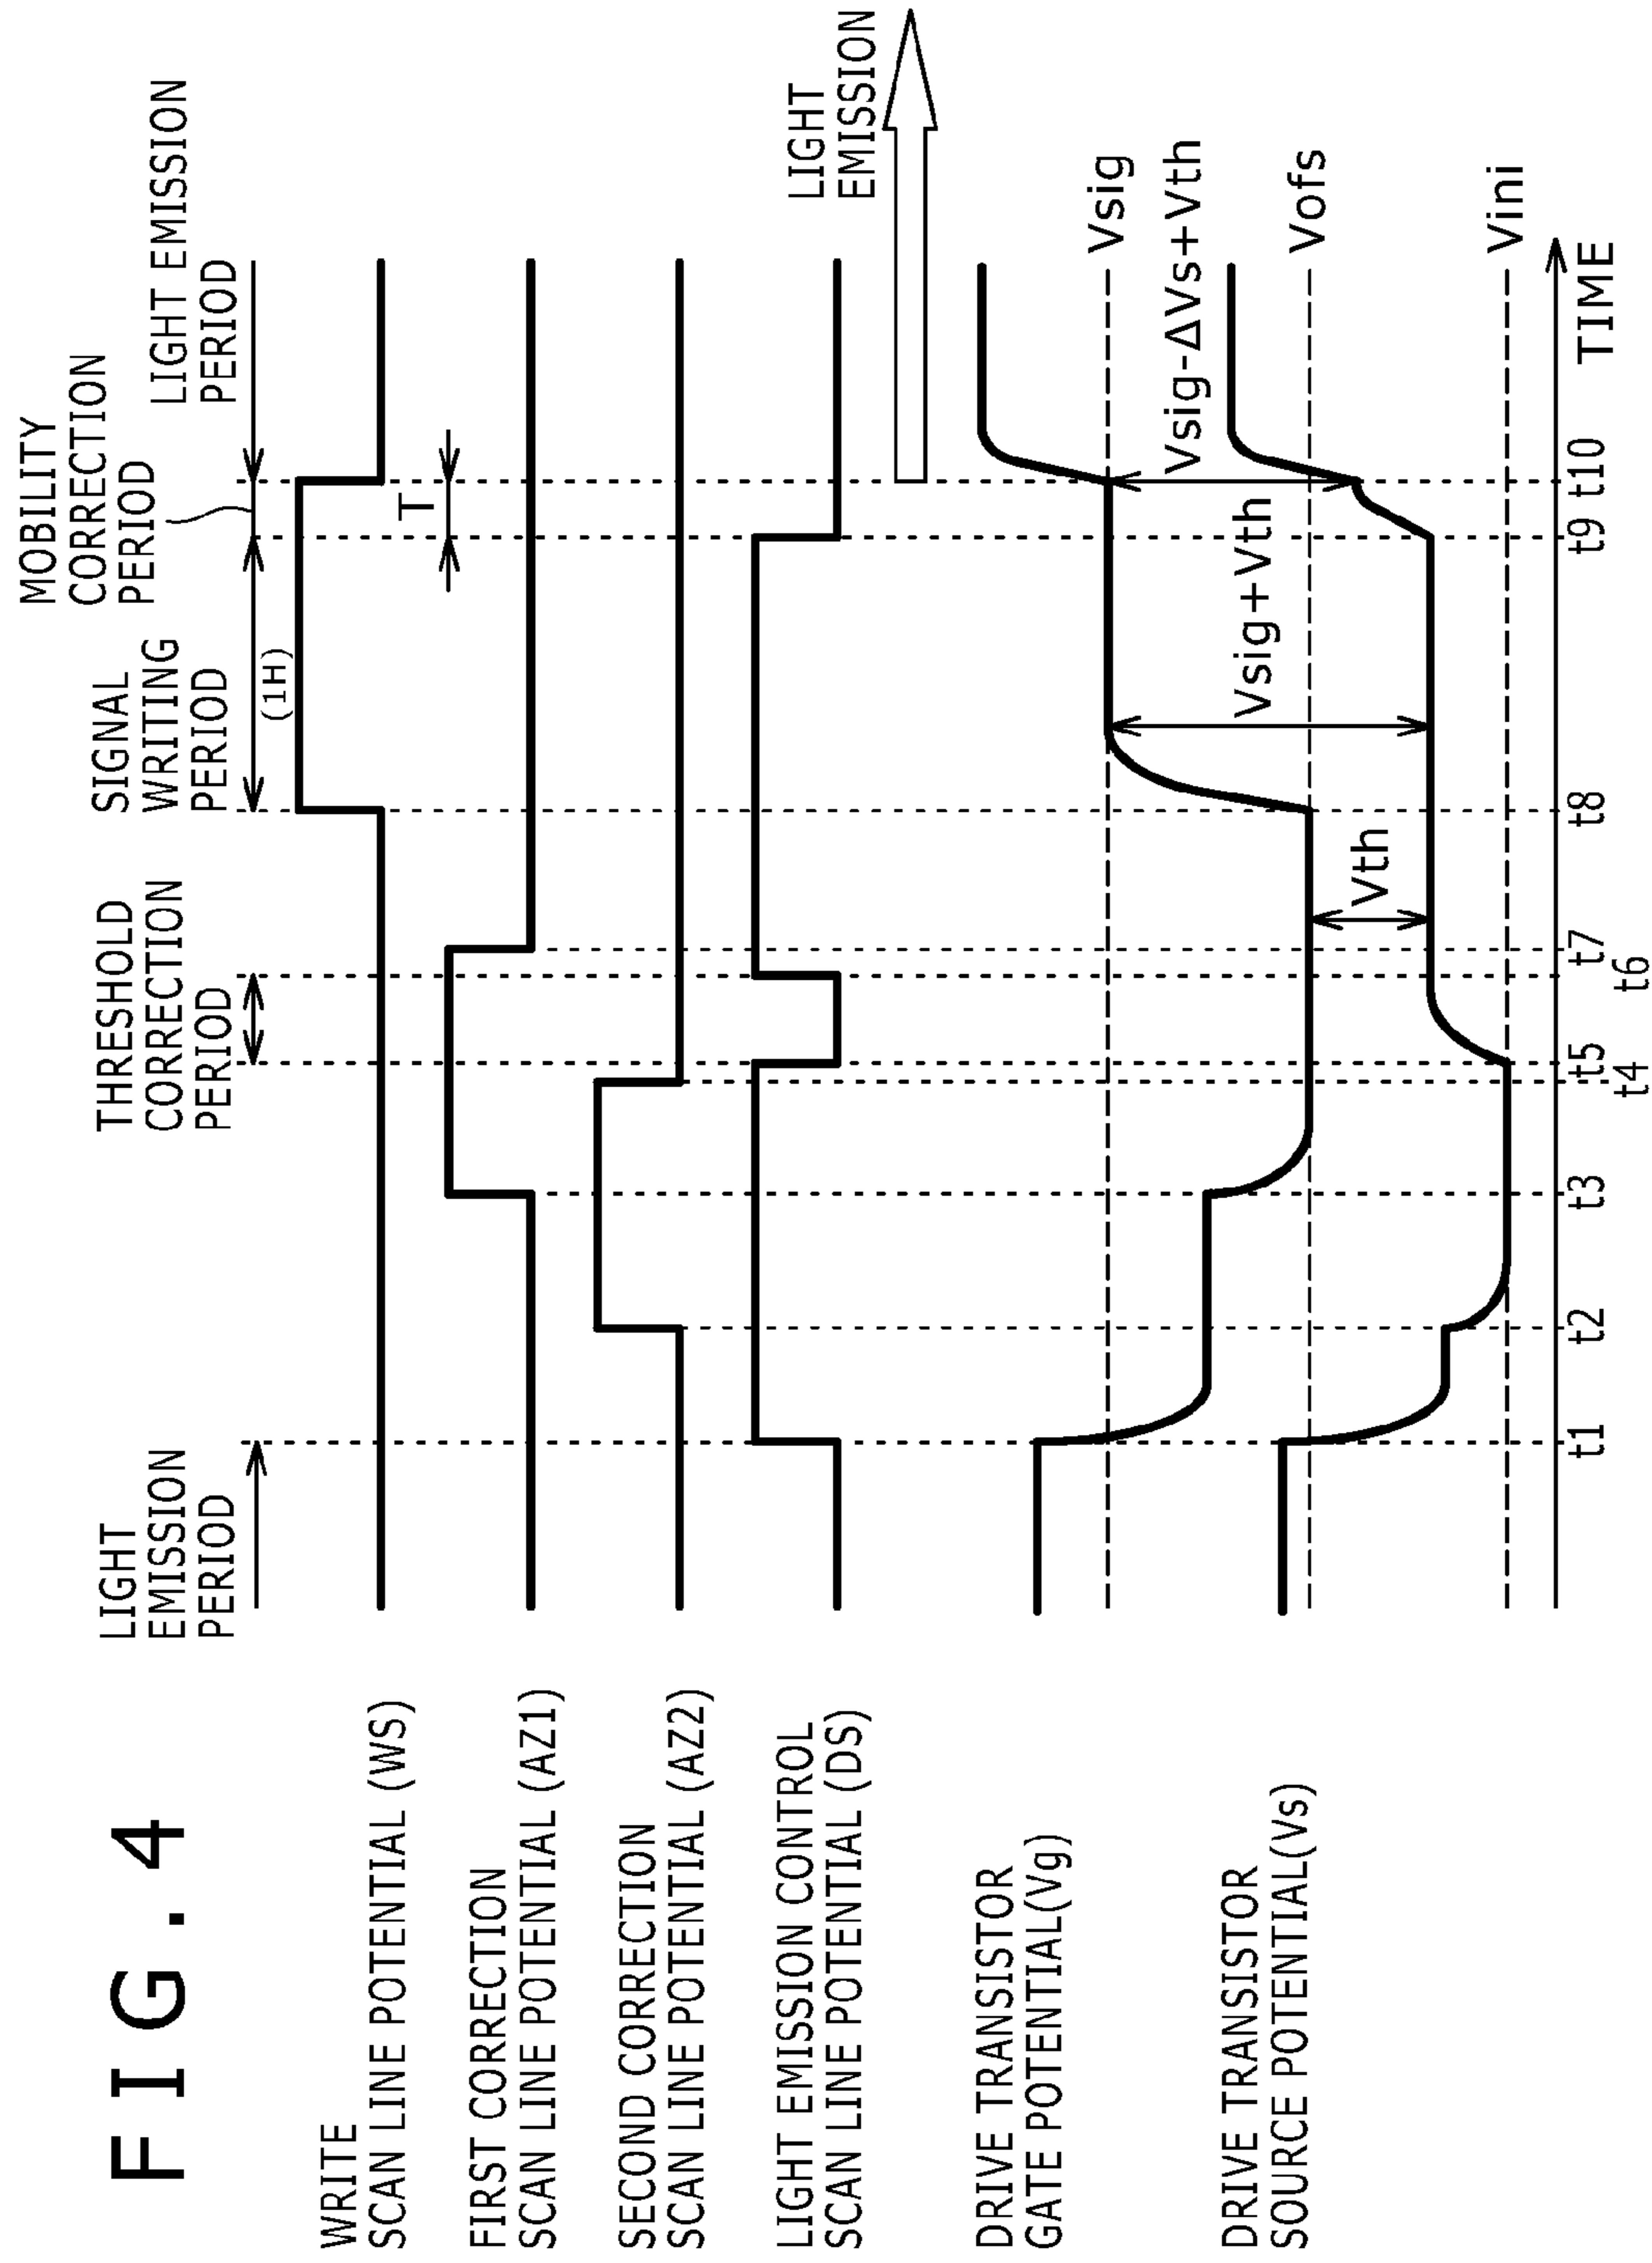 FIG. 4
LIGHT
EMISSION
PERIOD
THRESHOLD
CORRECTION
PERIOD
SIGNAL
WRITING
PERIOD
(1H)
MOBILITY
CORRECTION
PERIOD
LIGHT EMISSION
PERIOD
WRITE
SCAN LINE POTENTIAL (WS)
T
FIRST CORRECTION
SCAN LINE POTENTIAL (AZ1)
SECOND CORRECTION
SCAN LINE POTENTIAL (AZ2)
LIGHT EMISSION CONTROL
SCAN LINE POTENTIAL (DS)
LIGHT
EMISSION
DRIVE TRANSISTOR
GATE POTENTIAL(Vg)
Vsig
Vsig-ΔVs+Vth
Vsig+Vth
DRIVE TRANSISTOR
SOURCE POTENTIAL(Vs)
Vofs
Vth
Vini
t1 t2 t3 t5 t7 t8 t9 t10 TIME
t4 t6